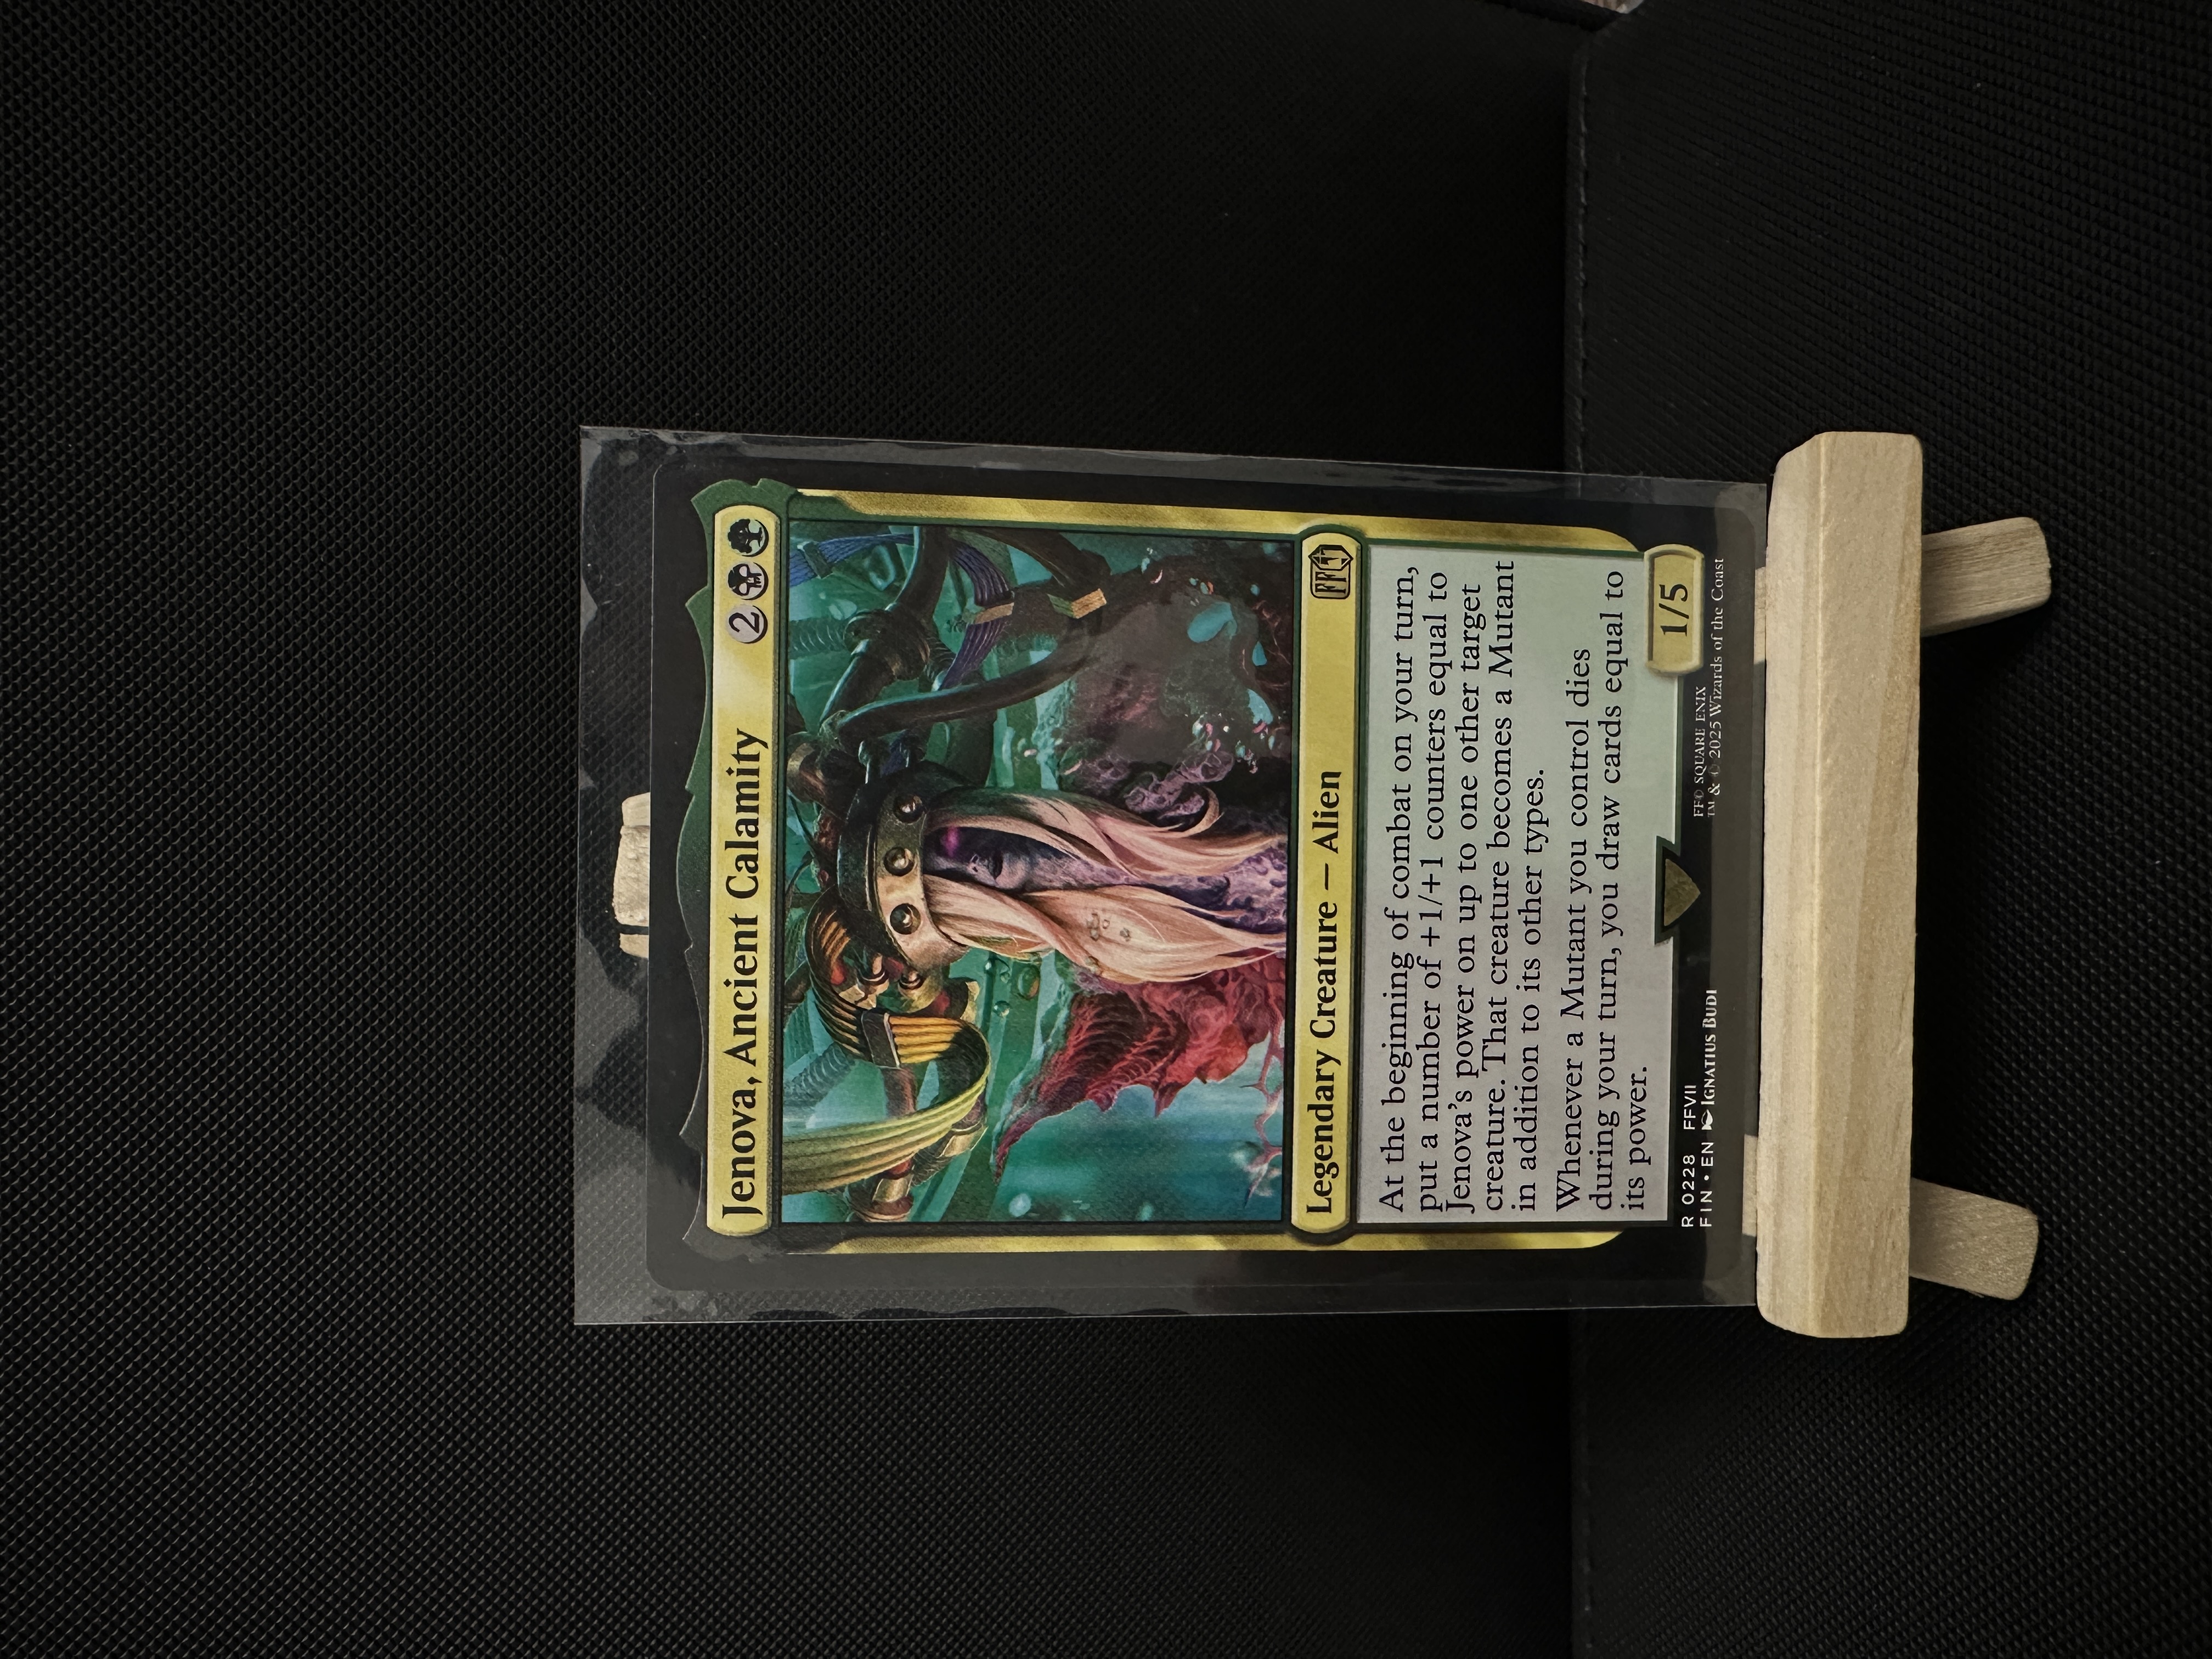 Jenova, Ancient Calamity 2
Legendary Creature — Alien FF
At the beginning of combat on your turn,
put a number of +1/+1 counters equal to
Jenova's power on up to one other target
creature. That creature becomes a Mutant
in addition to its other types.
Whenever a Mutant you control dies
during your turn, you draw cards equal to
its power.
1/5
R 0228 FFVII
FIN • EN IGNATIUS BUDI
FF© SQUARE ENIX
™ & © 2025 Wizards of the Coast